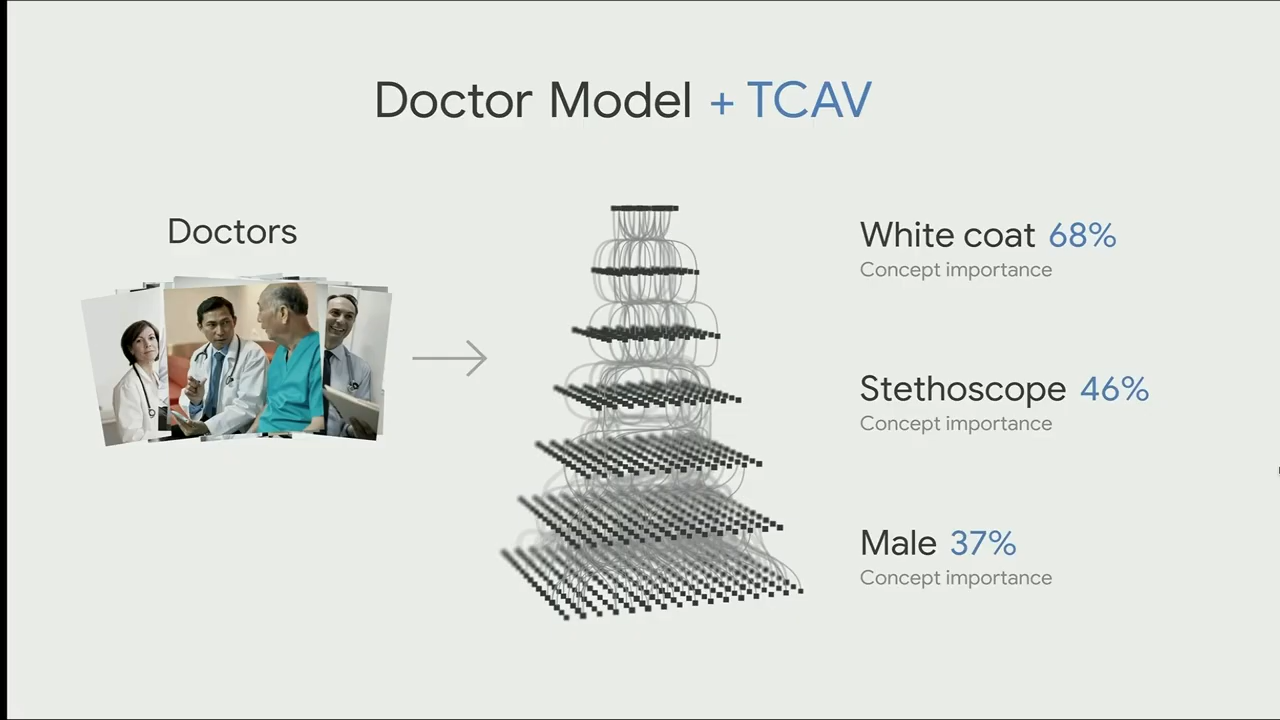 Doctor Model + TCAV
Doctors
White coat 68%
Concept importance
Stethoscope 46%
Concept importance
Male 37%
Concept importance